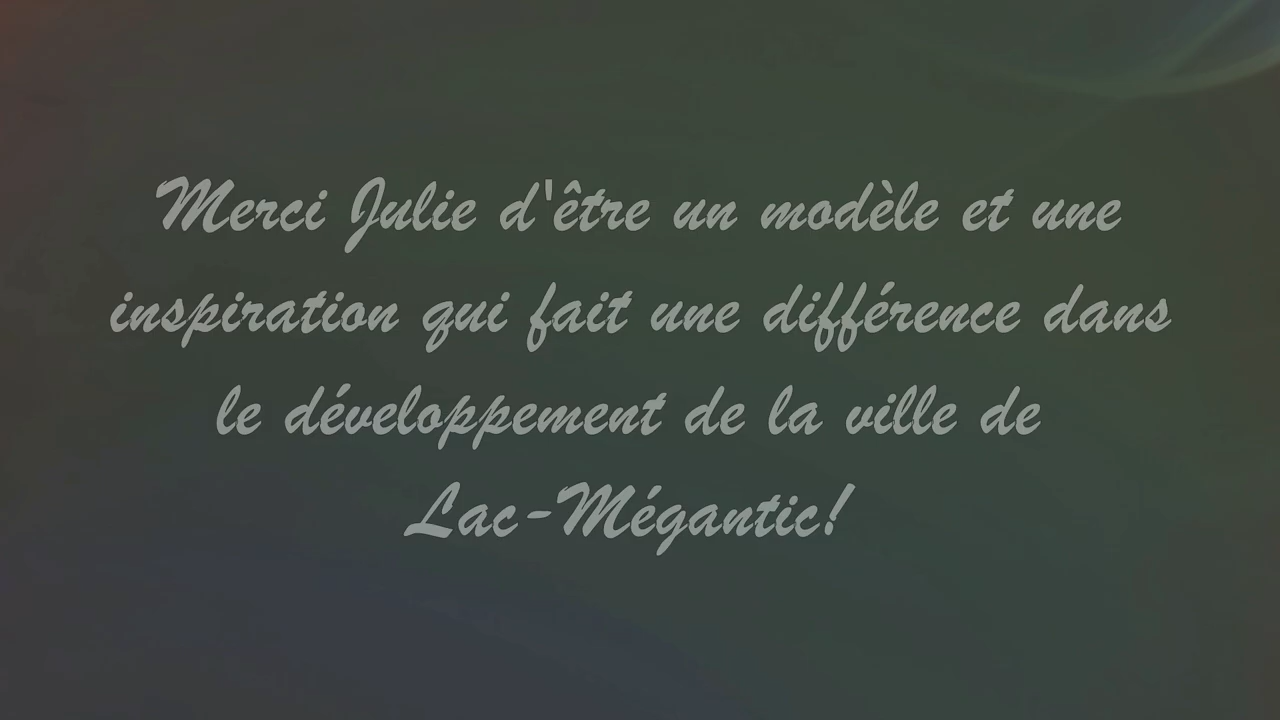 Merci Julie d'être un modèle et une
inspiration qui fait une différence dans
le développement de la ville de
Lac-Mégantic!